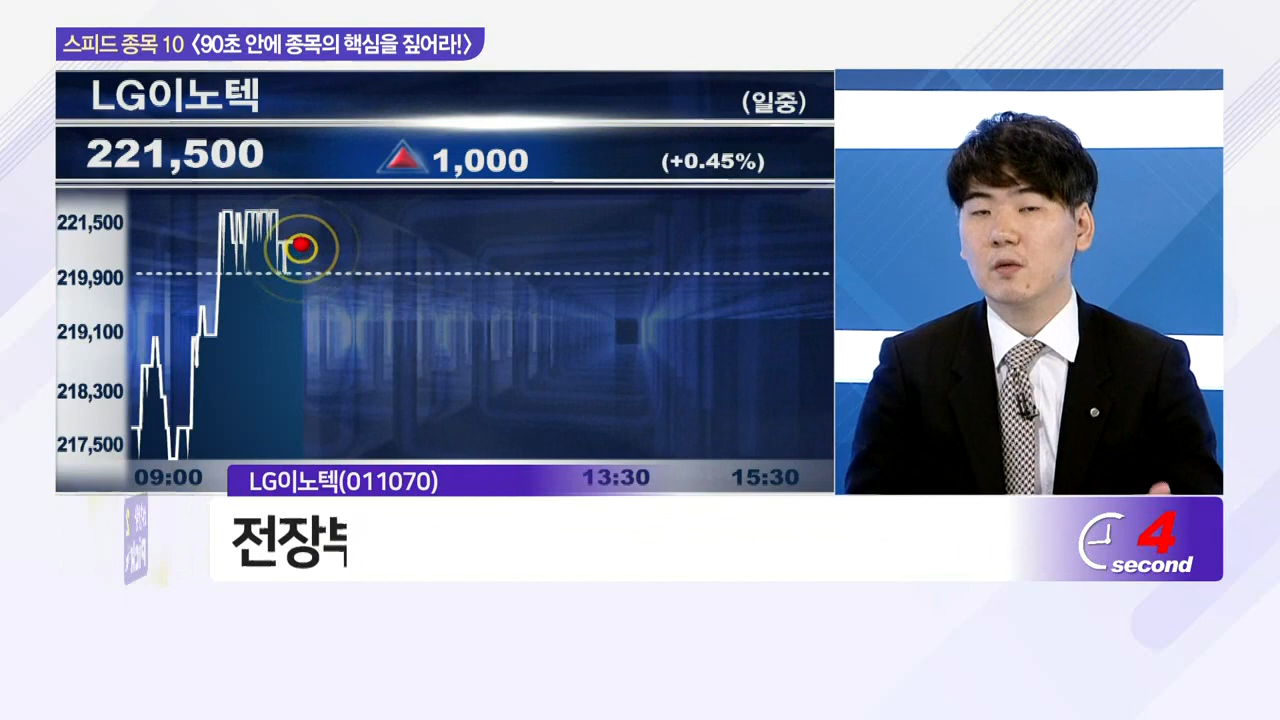 스피드 종목 10 <90초 안에 종목의 핵심을 짚어라!>
LG이노텍
(일중)
221,500 ▲ 1,000 (+0.45%)
221,500
219,900
219,100
218,300
217,500
09:00 13:30 15:30
LG이노텍(011070)
전장
4
second